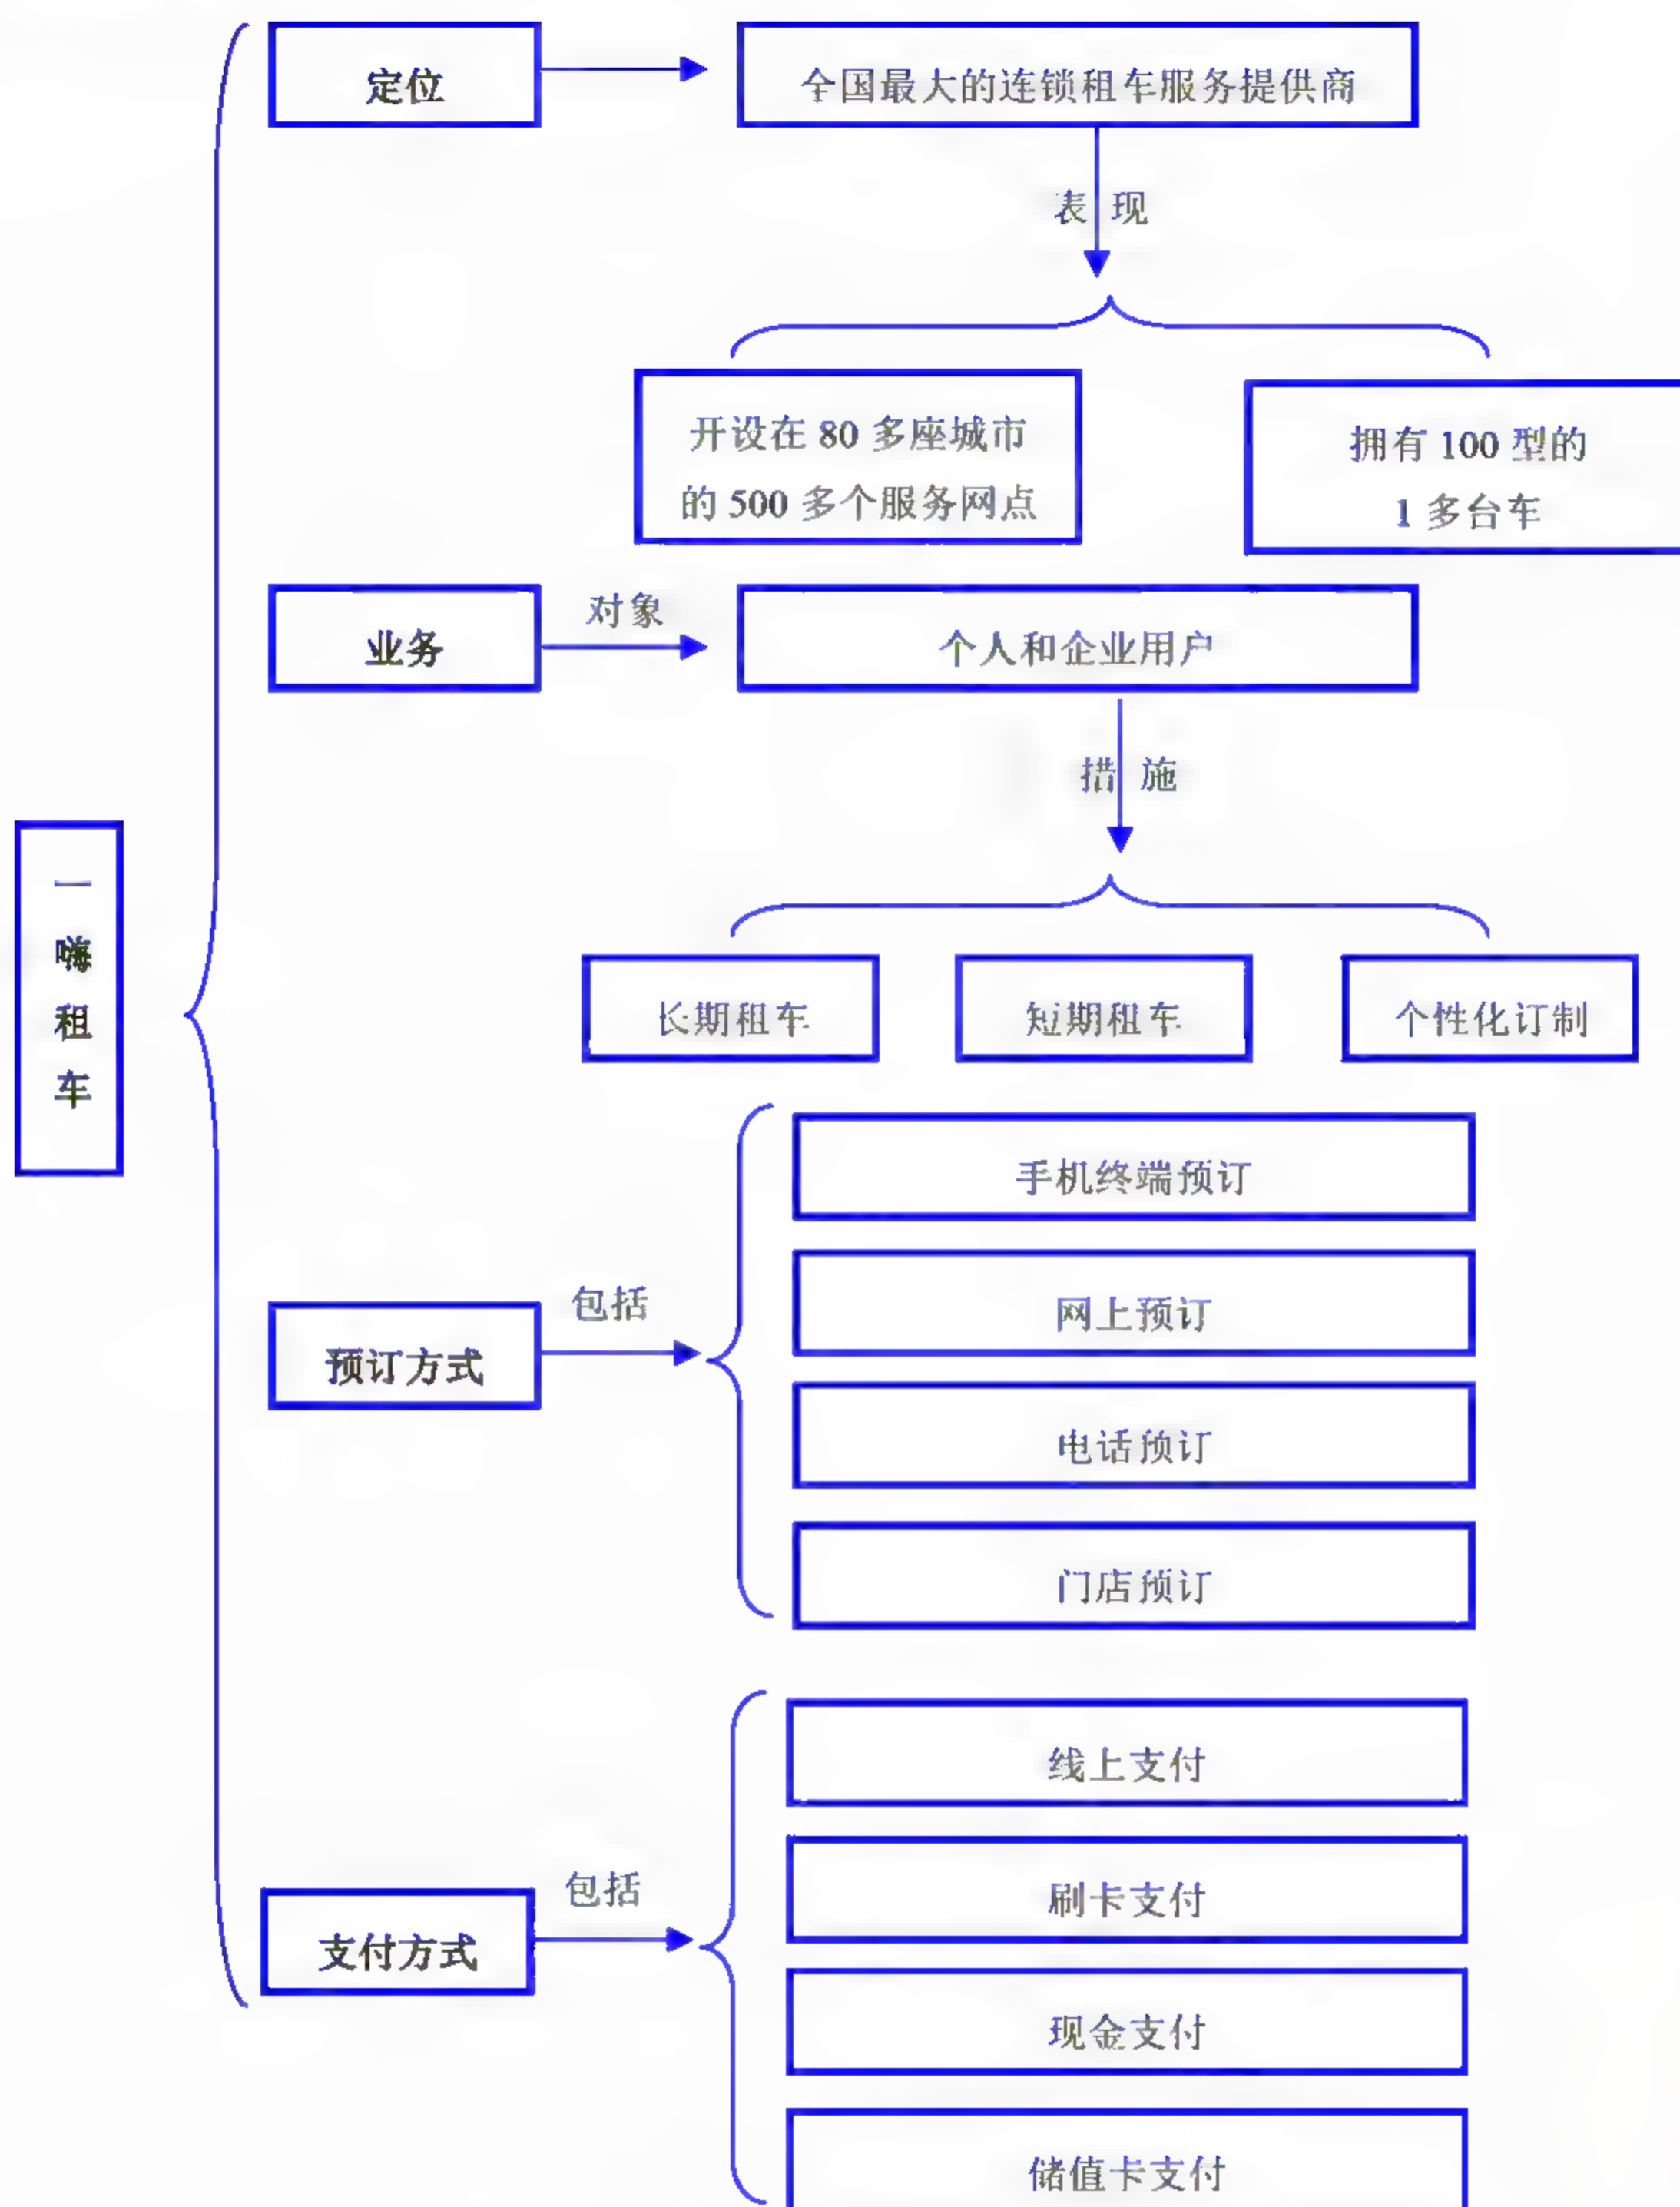 定位
全国最大的连锁租车服务提供商
表现
开设在 80 多座城市
的 500 多个服务网点
拥有 100 型的
1 多台车
业务
对象
个人和企业用户
措施
一嗨租车
长期租车
短期租车
个性化订制
手机终端预订
网上预订
预订方式
包括
电话预订
门店预订
线上支付
刷卡支付
支付方式
包括
现金支付
储值卡支付